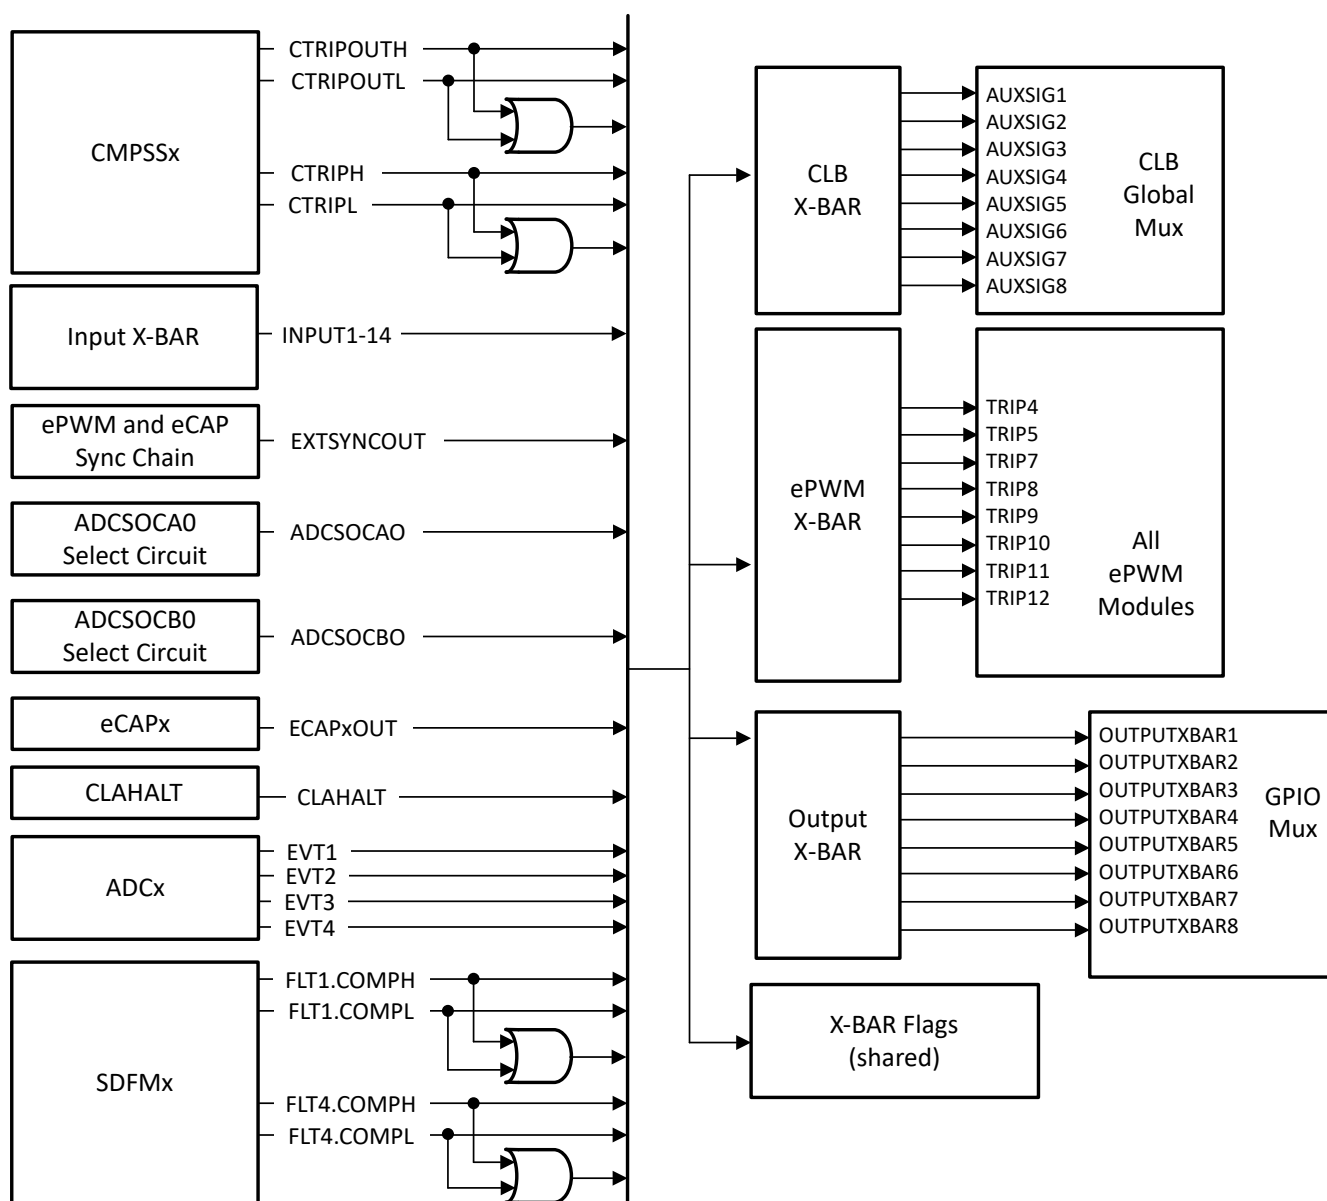 CMPSSx
CTRIPOUTH
CTRIPOUTL
CTRIPH
CTRIPL
Input X-BAR
INPUT1-14
ePWM and eCAP
Sync Chain
EXTSYNCOUT
ADCSOCA0
Select Circuit
ADCSOCAO
ADCSOCB0
Select Circuit
ADCSOCBO
eCAPx
ECAPxOUT
CLAHALT
CLAHALT
ADCx
EVT1
EVT2
EVT3
EVT4
SDFMx
FLT1.COMPH
FLT1.COMPL
FLT4.COMPH
FLT4.COMPL
CLB
X-BAR
AUXSIG1
AUXSIG2
AUXSIG3
AUXSIG4
AUXSIG5
AUXSIG6
AUXSIG7
AUXSIG8
CLB
Global
Mux
ePWM
X-BAR
TRIP4
TRIP5
TRIP7
TRIP8
TRIP9
TRIP10
TRIP11
TRIP12
All
ePWM
Modules
Output
X-BAR
OUTPUTXBAR1
OUTPUTXBAR2
OUTPUTXBAR3
OUTPUTXBAR4
OUTPUTXBAR5
OUTPUTXBAR6
OUTPUTXBAR7
OUTPUTXBAR8
GPIO
Mux
X-BAR Flags
(shared)